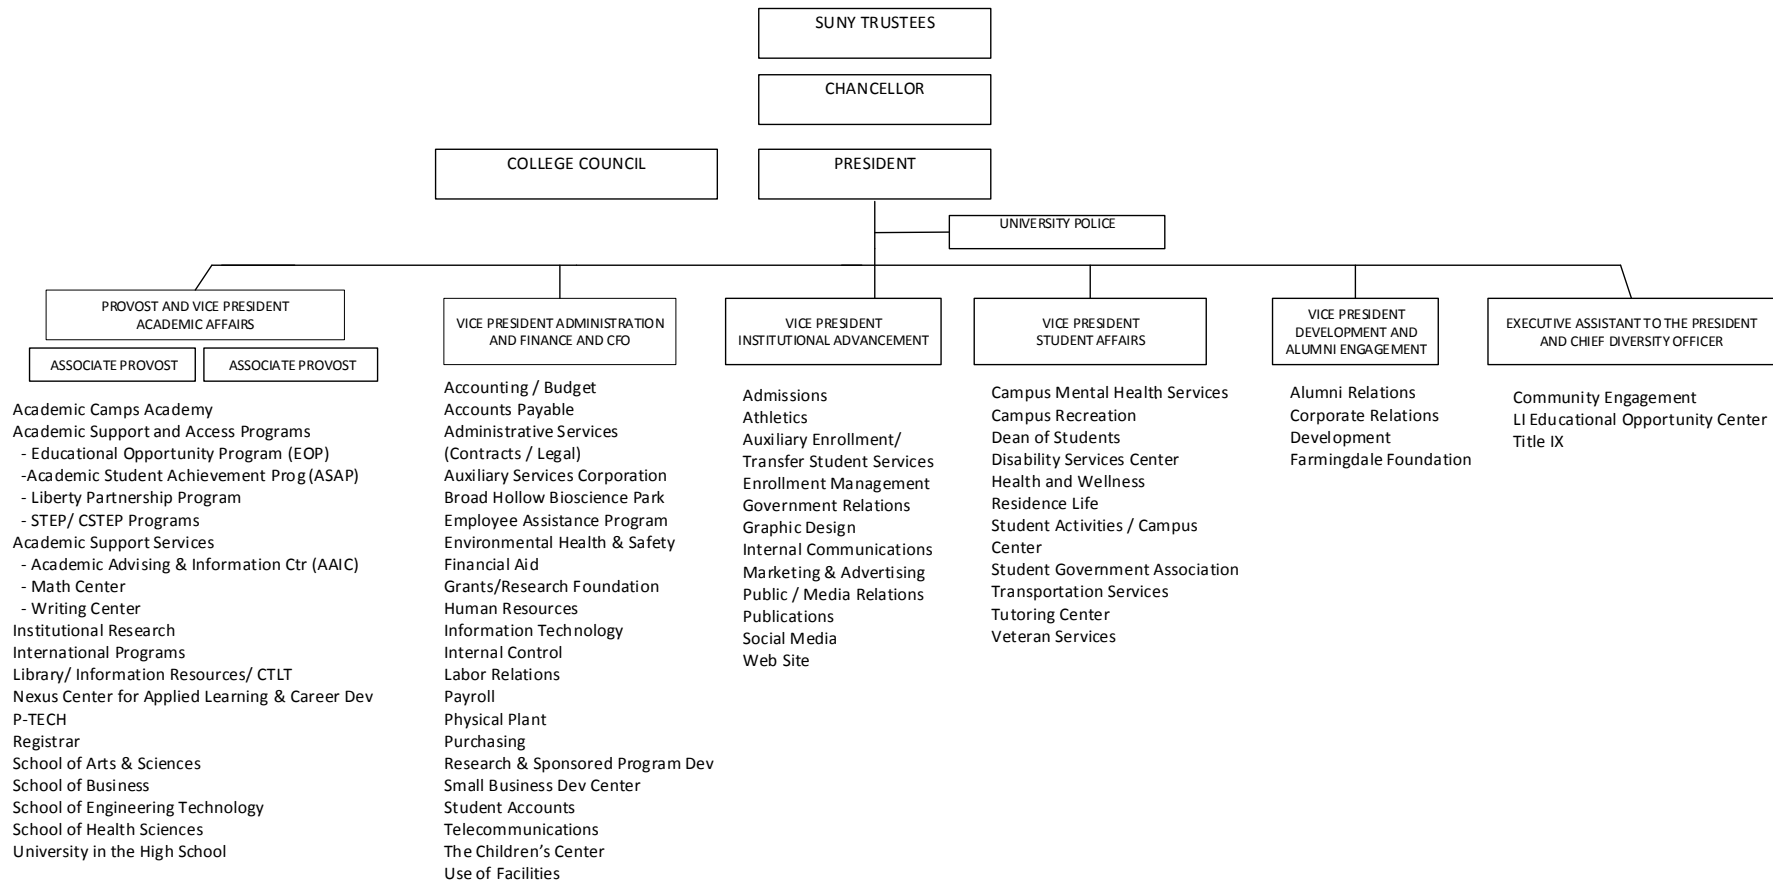 SUNY TRUSTEES
CHANCELLOR
COLLEGE COUNCIL
PRESIDENT
UNIVERSITY POLICE
PROVOST AND VICE PRESIDENT
ACADEMIC AFFAIRS
ASSOCIATE PROVOST
ASSOCIATE PROVOST
Academic Camps Academy
Academic Support and Access Programs
- Educational Opportunity Program (EOP)
-Academic Student Achievement Prog (ASAP)
- Liberty Partnership Program
- STEP/ CSTEP Programs
Academic Support Services
- Academic Advising & Information Ctr (AAIC)
- Math Center
- Writing Center
Institutional Research
International Programs
Library/ Information Resources/ CTLT
Nexus Center for Applied Learning & Career Dev
P-TECH
Registrar
School of Arts & Sciences
School of Business
School of Engineering Technology
School of Health Sciences
University in the High School
VICE PRESIDENT ADMINISTRATION
AND FINANCE AND CFO
Accounting / Budget
Accounts Payable
Administrative Services
(Contracts / Legal)
Auxiliary Services Corporation
Broad Hollow Bioscience Park
Employee Assistance Program
Environmental Health & Safety
Financial Aid
Grants/Research Foundation
Human Resources
Information Technology
Internal Control
Labor Relations
Payroll
Physical Plant
Purchasing
Research & Sponsored Program Dev
Small Business Dev Center
Student Accounts
Telecommunications
The Children's Center
Use of Facilities
VICE PRESIDENT
INSTITUTIONAL ADVANCEMENT
Admissions
Athletics
Auxiliary Enrollment/
Transfer Student Services
Enrollment Management
Government Relations
Graphic Design
Internal Communications
Marketing & Advertising
Public / Media Relations
Publications
Social Media
Web Site
VICE PRESIDENT
STUDENT AFFAIRS
Campus Mental Health Services
Campus Recreation
Dean of Students
Disability Services Center
Health and Wellness
Residence Life
Student Activities / Campus
Center
Student Government Association
Transportation Services
Tutoring Center
Veteran Services
VICE PRESIDENT
DEVELOPMENT AND
ALUMNI ENGAGEMENT
Alumni Relations
Corporate Relations
Development
Farmingdale Foundation
EXECUTIVE ASSISTANT TO THE PRESIDENT
AND CHIEF DIVERSITY OFFICER
Community Engagement
LI Educational Opportunity Center
Title IX